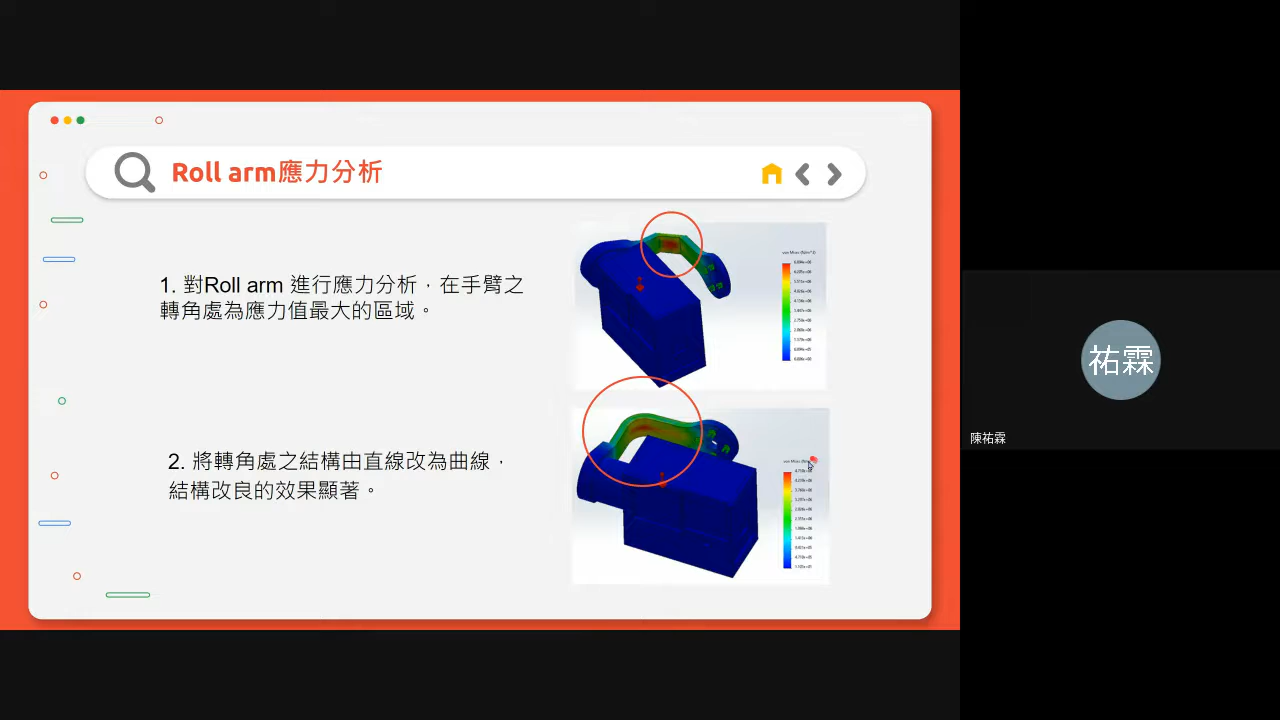 Roll arm應力分析
1. 對Roll arm 進行應力分析，在手臂之
轉角處為應力值最大的區域。
2. 將轉角處之結構由直線改為曲線，
結構改良的效果顯著。
祐霖
陳祐霖